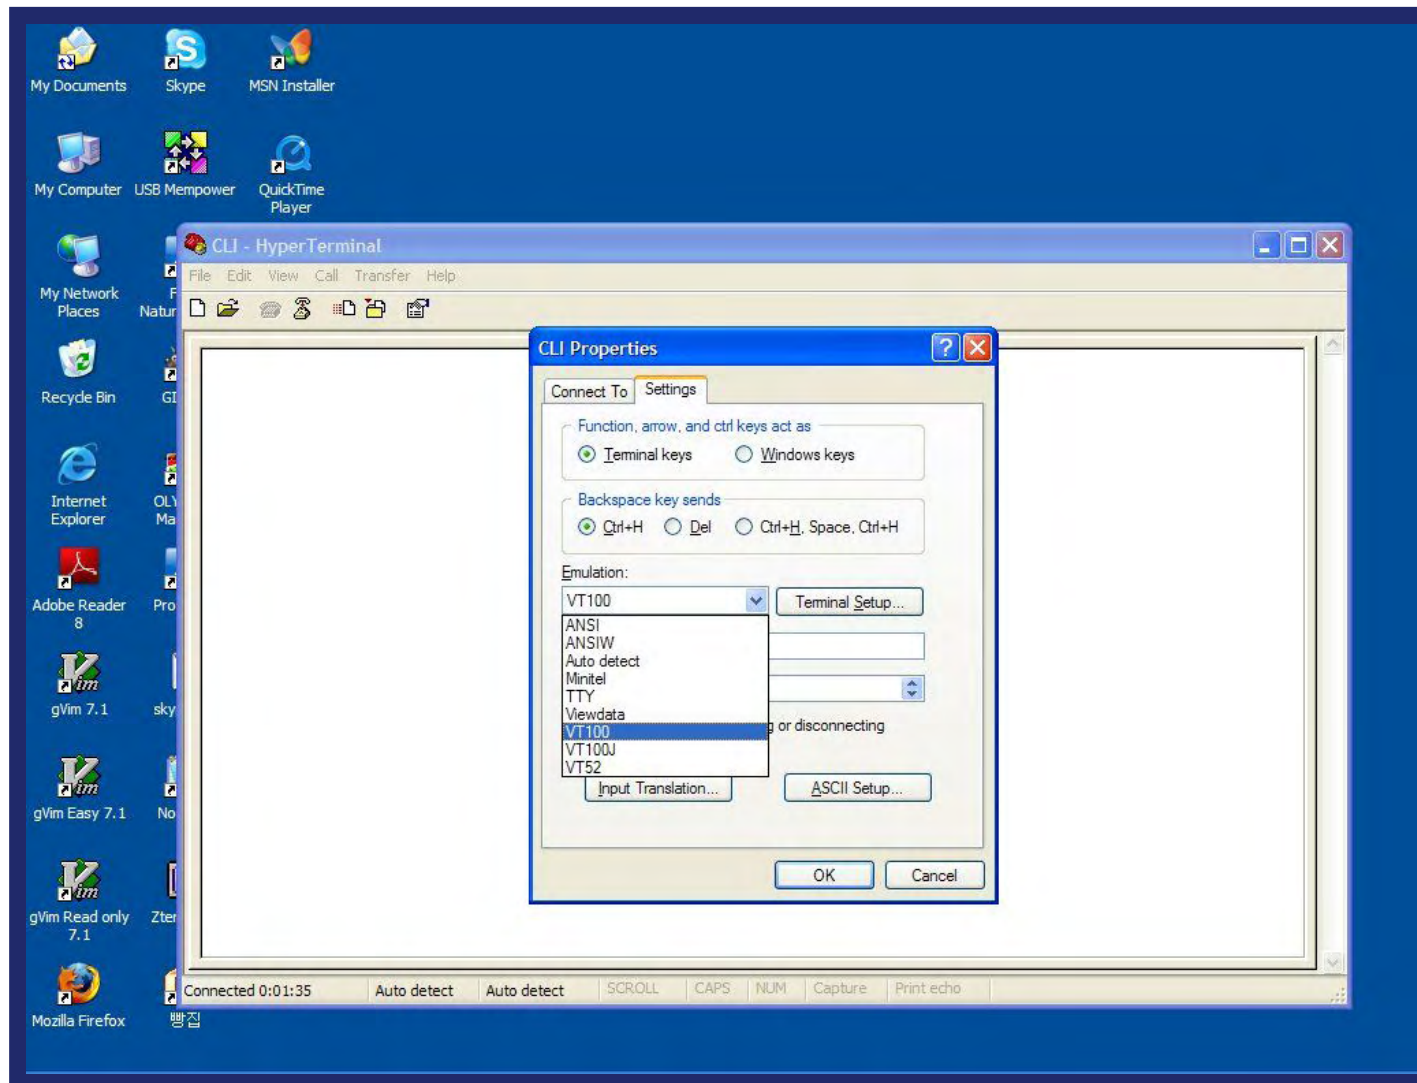 My Documents
Skype
MSN Installer
My Computer
USB Mempower
QuickTime
Player
My Network
Places
Natur
Recycle Bin
Internet
Explorer
Adobe Reader
8
gVim 7.1
sky
gVim Easy 7.1
No
gVim Read only
7.1
Zter
Mozilla Firefox
빵집
CLI - HyperTerminal
File Edit View Call Transfer Help
CLI Properties
Connect To
Settings
Function, arrow, and ctrl keys act as
Terminal keys
Windows keys
Backspace key sends
Ctrl+H
Del
Ctrl+H, Space, Ctrl+H
Emulation:
VT100
Terminal Setup...
ANSI
ANSIW
Auto detect
Minitel
TTY
Viewdata
VT100
VT100J
VT52
or disconnecting
Input Translation...
ASCII Setup...
OK
Cancel
Connected 0:01:35
Auto detect
Auto detect
SCROLL
CAPS
NUM
Capture
Print echo